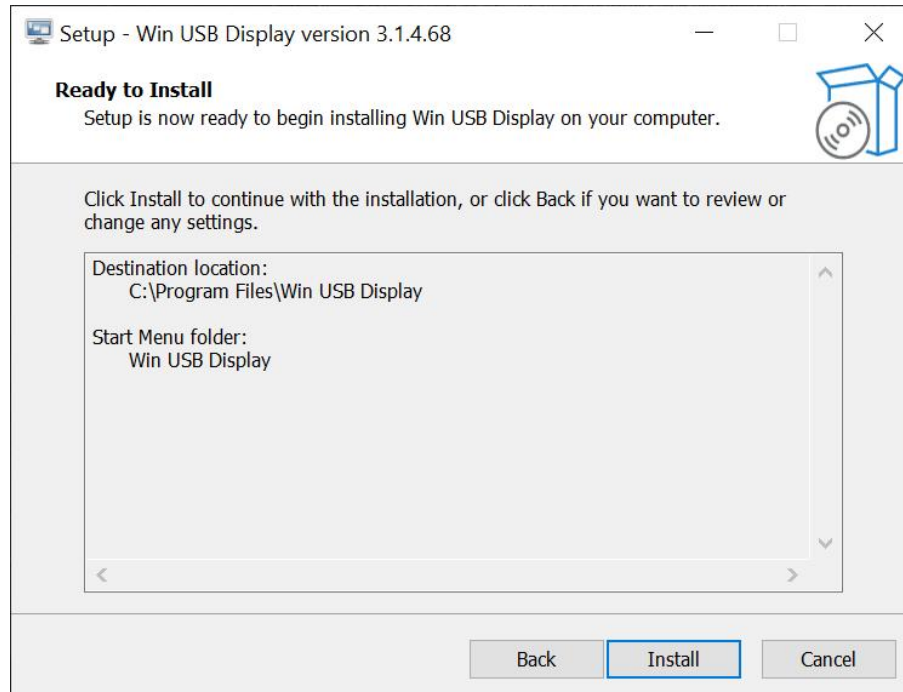 Setup - Win USB Display version 3.1.4.68
Ready to Install
Setup is now ready to begin installing Win USB Display on your computer.
Click Install to continue with the installation, or click Back if you want to review or
change any settings.
Destination location:
C:\Program Files\Win USB Display
Start Menu folder:
Win USB Display
Back
Install
Cancel